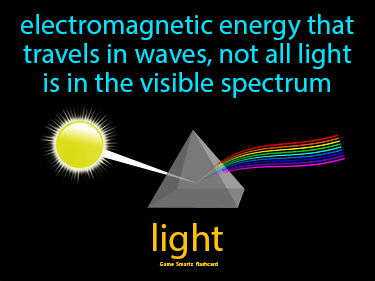 electromagnetic energy that
travels in waves, not all light
is in the visible spectrum
light
Game Smartz flashcard